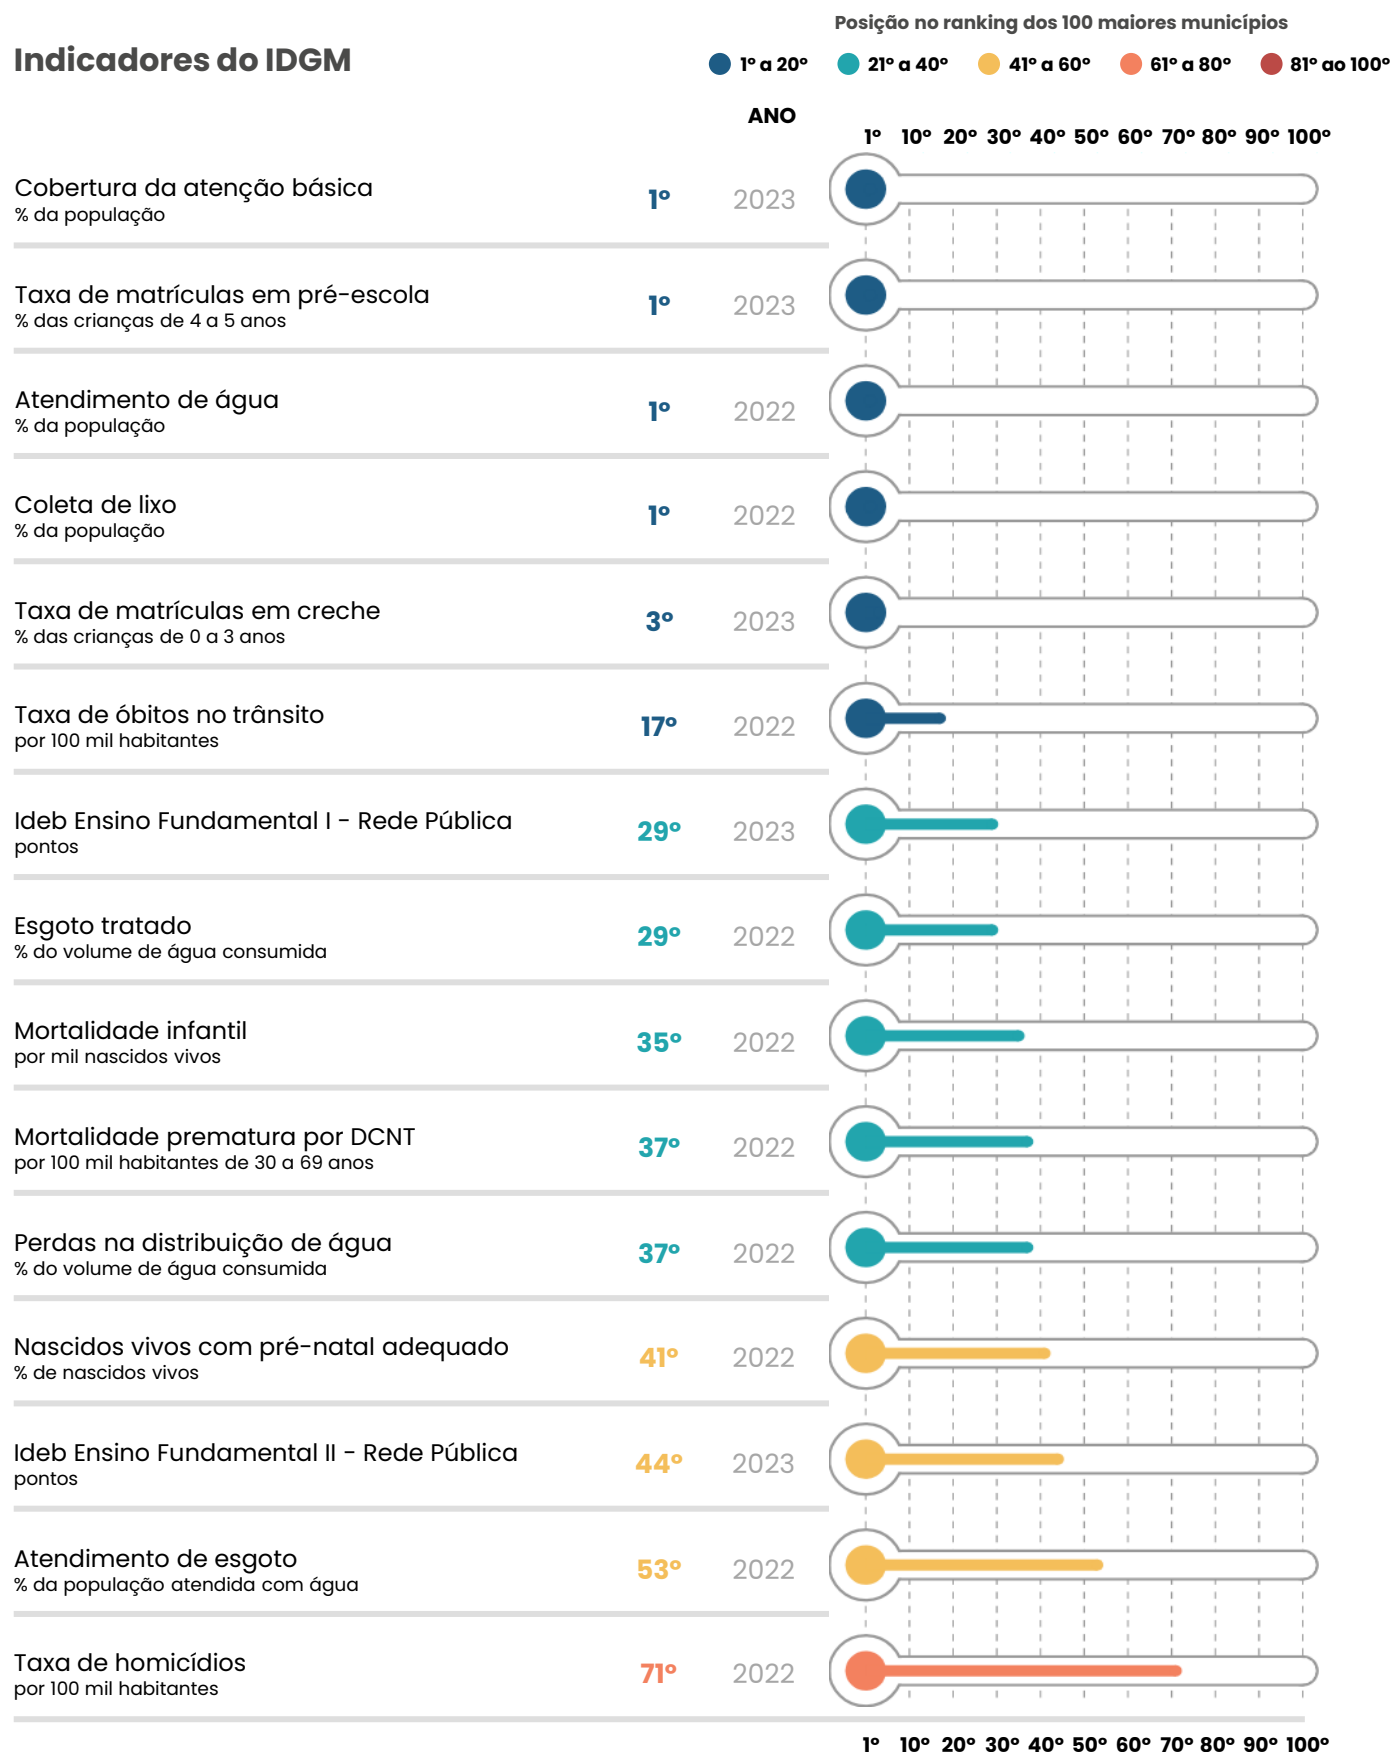 Posição no ranking dos 100 maiores municípios
Indicadores do IDGM
1º a 20º 21º a 40º 41º a 60º 61º a 80º 81º ao 100º
ANO
1º 10º 20º 30º 40º 50º 60º 70º 80º 90º 100º
Cobertura da atenção básica
% da população
1º 2023
Taxa de matrículas em pré-escola
% das crianças de 4 a 5 anos
1º 2023
Atendimento de água
% da população
1º 2022
Coleta de lixo
% da população
1º 2022
Taxa de matrículas em creche
% das crianças de 0 a 3 anos
3º 2023
Taxa de óbitos no trânsito
por 100 mil habitantes
17º 2022
Ideb Ensino Fundamental I - Rede Pública
pontos
29º 2023
Esgoto tratado
% do volume de água consumida
29º 2022
Mortalidade infantil
por mil nascidos vivos
35º 2022
Mortalidade prematura por DCNT
por 100 mil habitantes de 30 a 69 anos
37º 2022
Perdas na distribuição de água
% do volume de água consumida
37º 2022
Nascidos vivos com pré-natal adequado
% de nascidos vivos
41º 2022
Ideb Ensino Fundamental II - Rede Pública
pontos
44º 2023
Atendimento de esgoto
% da população atendida com água
53º 2022
Taxa de homicídios
por 100 mil habitantes
71º 2022
1º 10º 20º 30º 40º 50º 60º 70º 80º 90º 100º